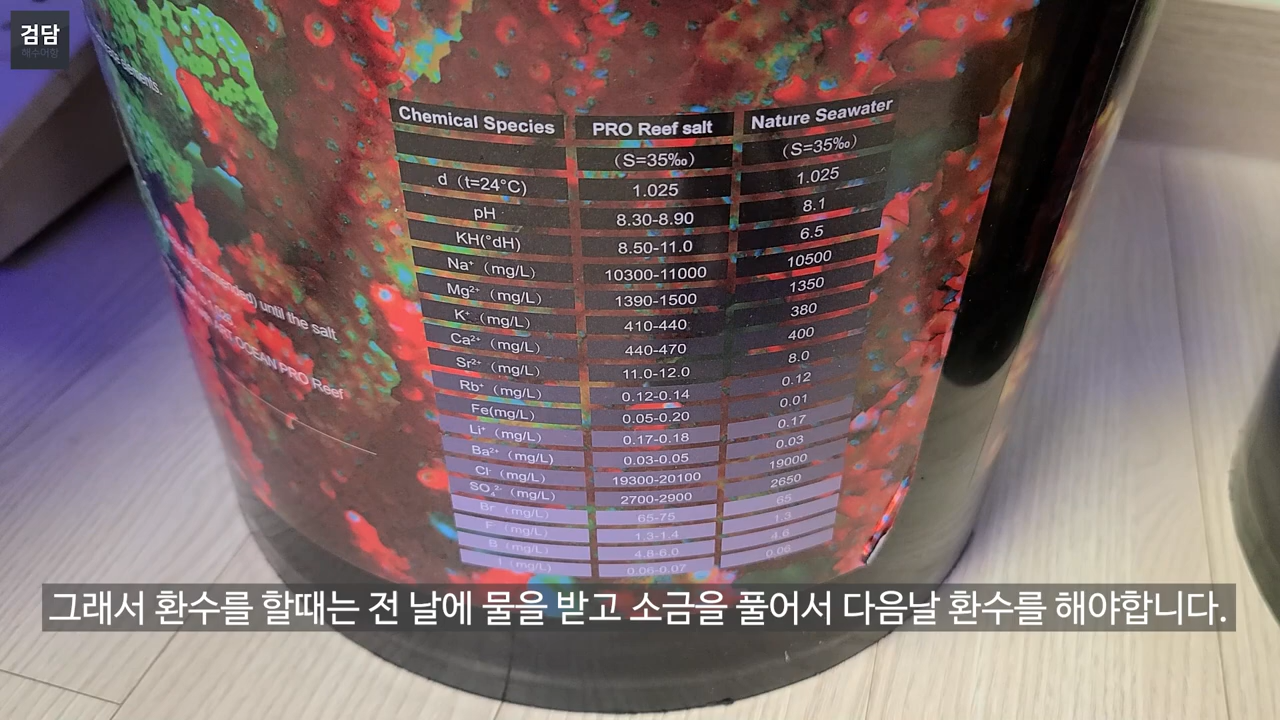 검담
해수어항
Chemical Species PRO Reef salt Nature Seawater
(S=35‰) (S=35‰)
d (t=24°C) 1.025 1.025
pH 8.30-8.90 8.1
KH(°dH) 8.50-11.0 6.5
Na⁺ (mg/L) 10300-11000 10500
Mg²⁺ (mg/L) 1390-1500 1350
K⁺ (mg/L) 410-440 380
Ca²⁺ (mg/L) 440-470 400
Sr²⁺ (mg/L) 11.0-12.0 8.0
Rb⁺ (mg/L) 0.12-0.14 0.12
Fe(mg/L) 0.05-0.20 0.01
Li⁺ (mg/L) 0.17-0.18 0.17
Ba²⁺ (mg/L) 0.03-0.05 0.03
Cl⁻ (mg/L) 19300-20100 19000
SO₄²⁻ (mg/L) 2700-2900 2650
Br⁻ (mg/L) 65-75 65
F⁻ (mg/L) 1.3-1.4 1.3
B (mg/L) 4.8-6.0 4.6
I (mg/L) 0.06-0.07 0.06
until the salt
OCEAN PRO Reef
그래서 환수를 할때는 전 날에 물을 받고 소금을 풀어서 다음날 환수를 해야합니다.